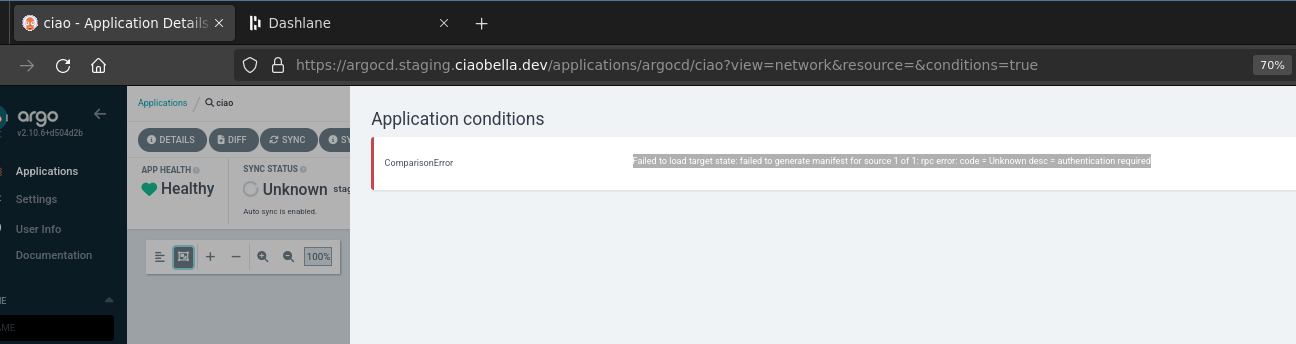 ciao - Application Details
Dashlane
https://argocd.staging.ciaobella.dev/applications/argocd/ciao?view=network&resource=&conditions=true
70%
argo
v2.10.6+d504d2b
Applications
Settings
User Info
Documentation
Applications / ciao
DETAILS DIFF SYNC SY
APP HEALTH
Healthy
SYNC STATUS
Unknown stag
Auto sync is enabled.
100%
Application conditions
ComparisonError
Failed to load target state: failed to generate manifest for source 1 of 1: rpc error: code = Unknown desc = authentication required